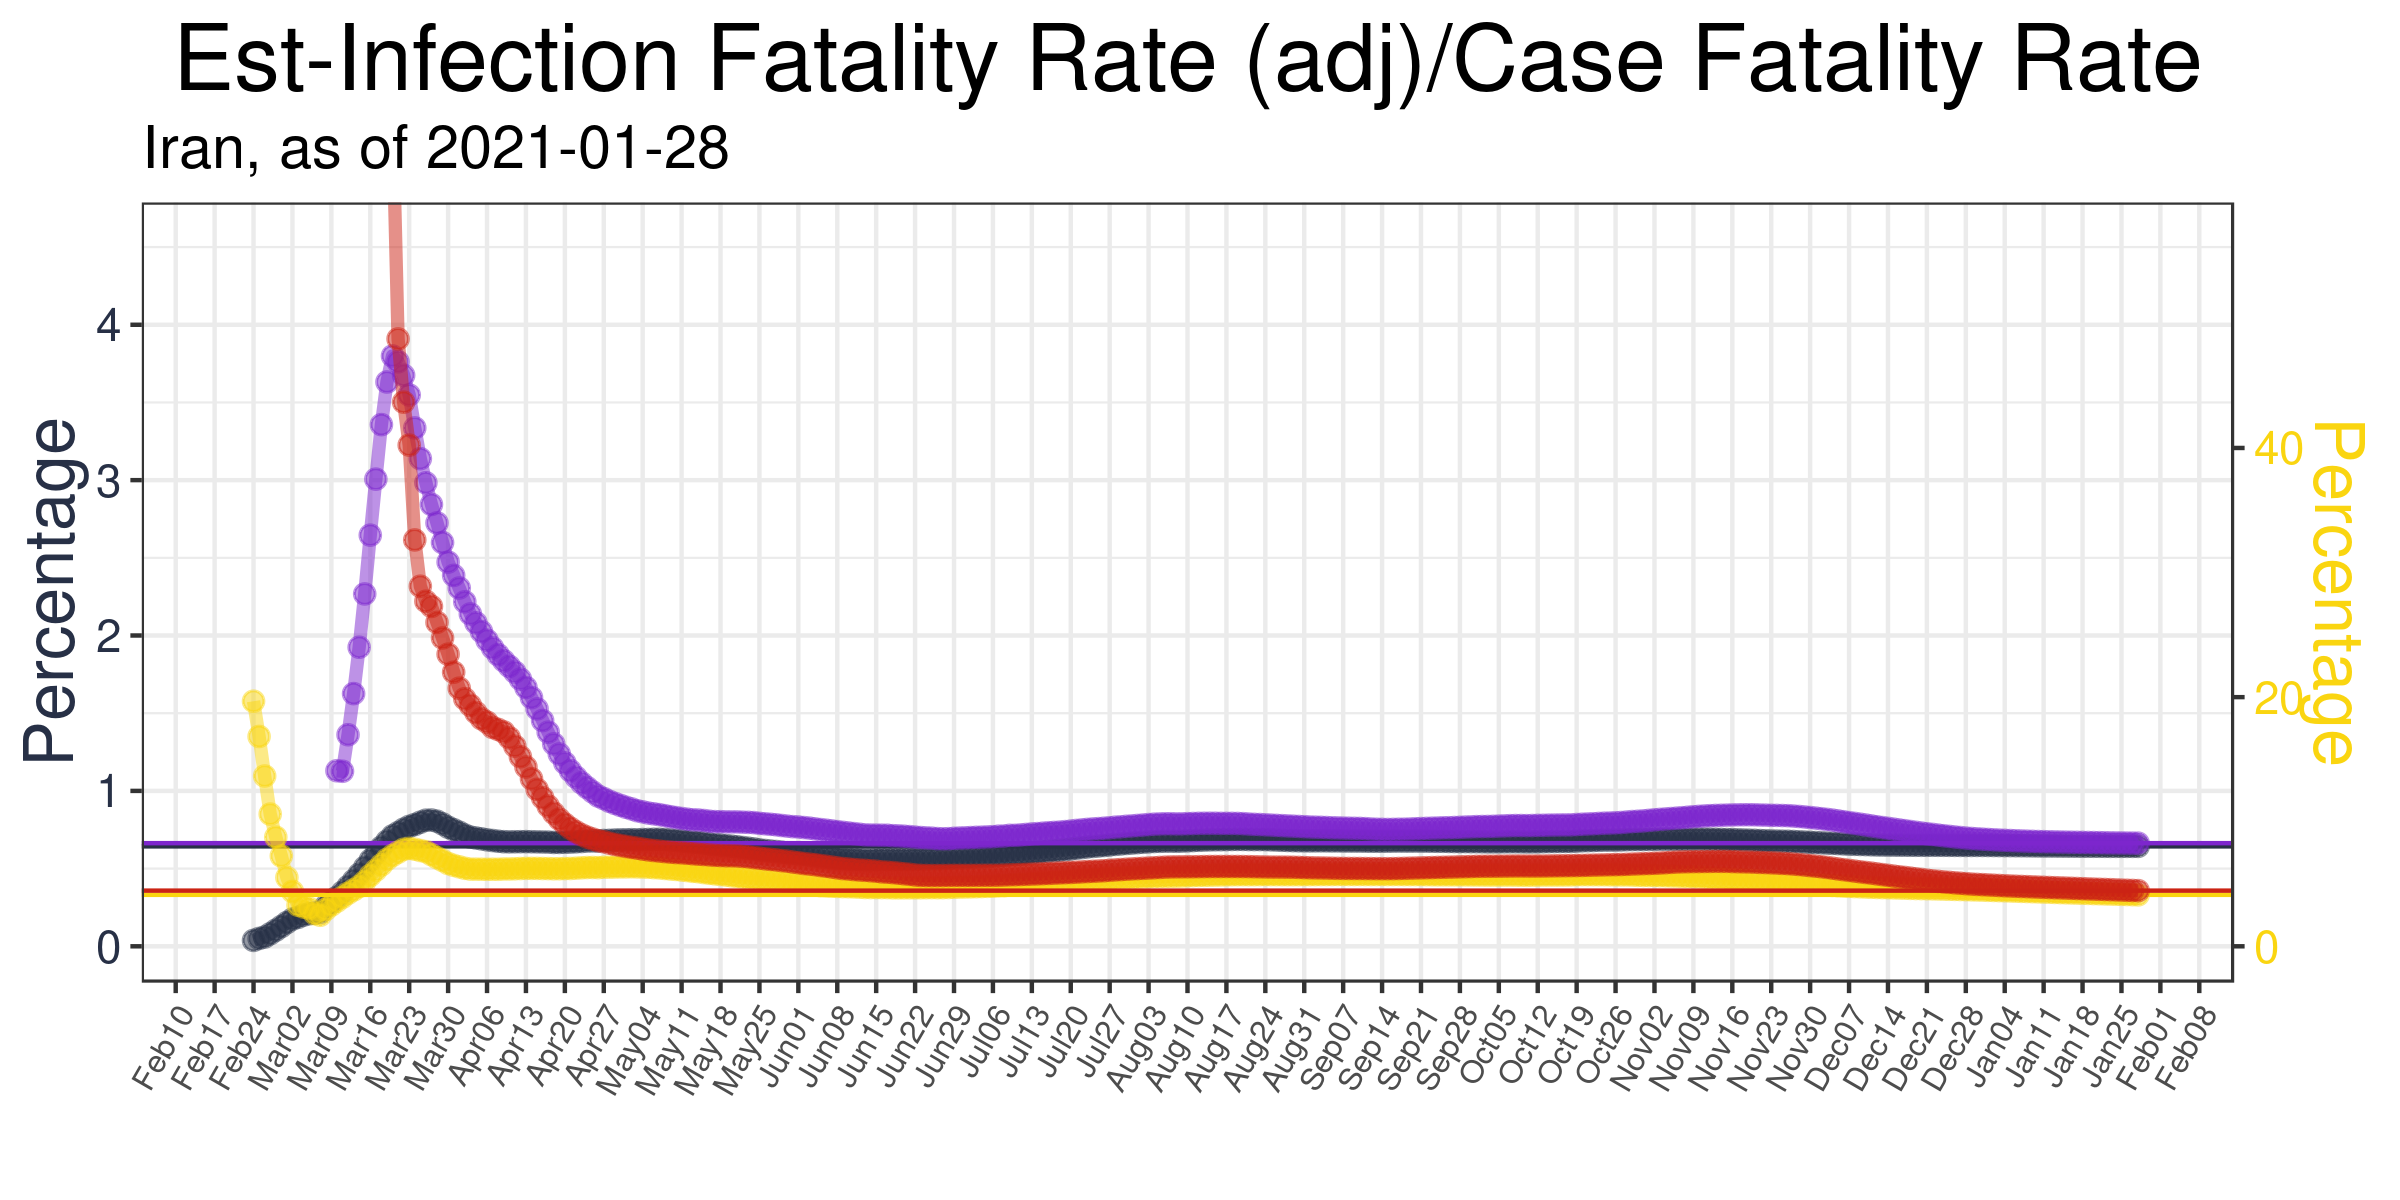 Est-Infection Fatality Rate (adj)/Case Fatality Rate
Iran, as of 2021-01-28
Percentage
4
3
2
1
0
40
20
0
Percentage
Feb10
Feb17
Feb24
Mar02
Mar09
Mar16
Mar23
Mar30
Apr06
Apr13
Apr20
Apr27
May04
May11
May18
May25
Jun01
Jun08
Jun15
Jun22
Jun29
Jul06
Jul13
Jul20
Jul27
Aug03
Aug10
Aug17
Aug24
Aug31
Sep07
Sep14
Sep21
Sep28
Oct05
Oct12
Oct19
Oct26
Nov02
Nov09
Nov16
Nov23
Nov30
Dec07
Dec14
Dec21
Dec28
Jan04
Jan11
Jan18
Jan25
Feb01
Feb08